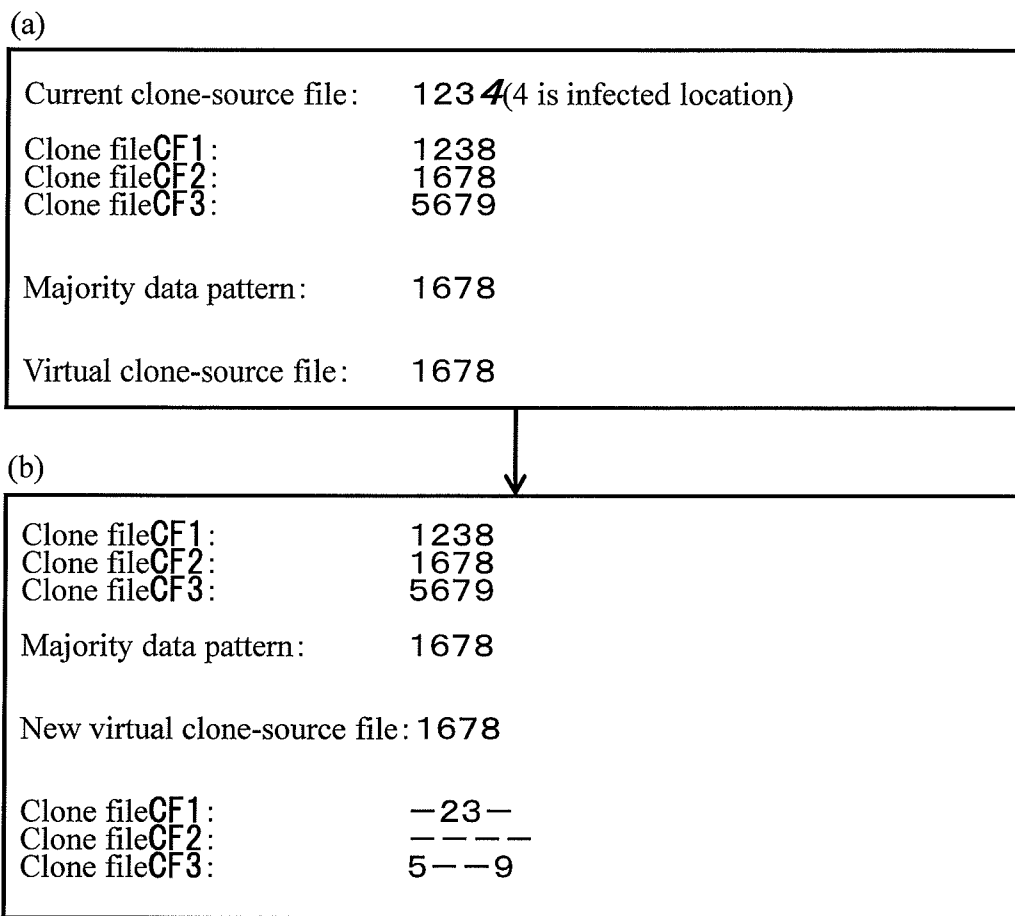 (a)
Current clone-source file: 1234(4 is infected location)
Clone fileCF1: 1238
Clone fileCF2: 1678
Clone fileCF3: 5679
Majority data pattern: 1678
Virtual clone-source file: 1678
(b)
Clone fileCF1: 1238
Clone fileCF2: 1678
Clone fileCF3: 5679
Majority data pattern: 1678
New virtual clone-source file: 1678
Clone fileCF1: −23−
Clone fileCF2: −−−−
Clone fileCF3: 5−−9